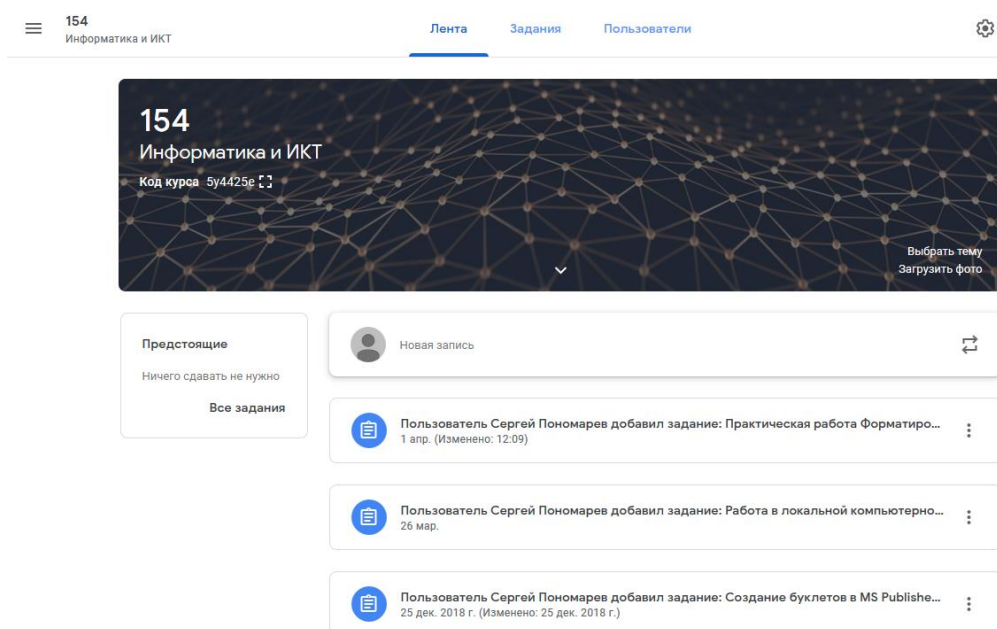 154
Информатика и ИКТ
Лента Задания Пользователи
154
Информатика и ИКТ
Код курса 5y4425e
Выбрать тему
Загрузить фото
Предстоящие
Ничего сдавать не нужно
Все задания
Новая запись
Пользователь Сергей Пономарев добавил задание: Практическая работа Форматиро...
1 апр. (Изменено: 12:09)
Пользователь Сергей Пономарев добавил задание: Работа в локальной компьютерно...
26 мар.
Пользователь Сергей Пономарев добавил задание: Создание буклетов в MS Publishe...
25 дек. 2018 г. (Изменено: 25 дек. 2018 г.)